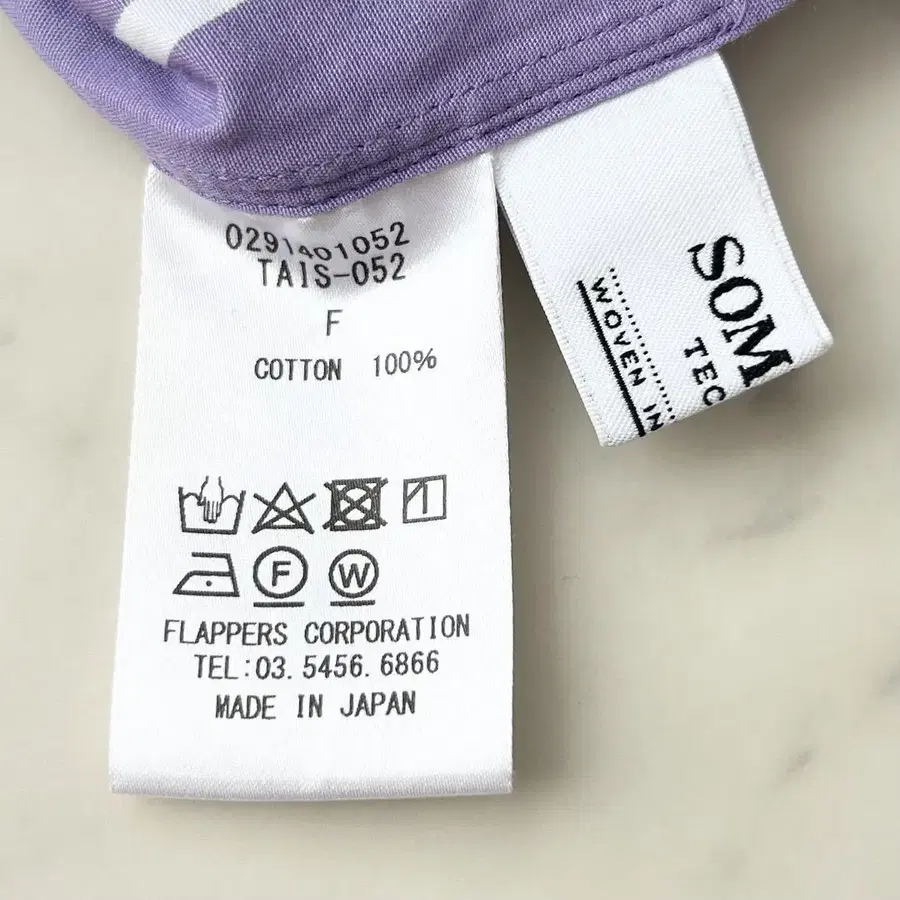 0291401052
TAIS-052
F
COTTON 100%
F
W
FLAPPERS CORPORATION
TEL:03.5456.6866
MADE IN JAPAN
SOM
TEC
WOVEN IN